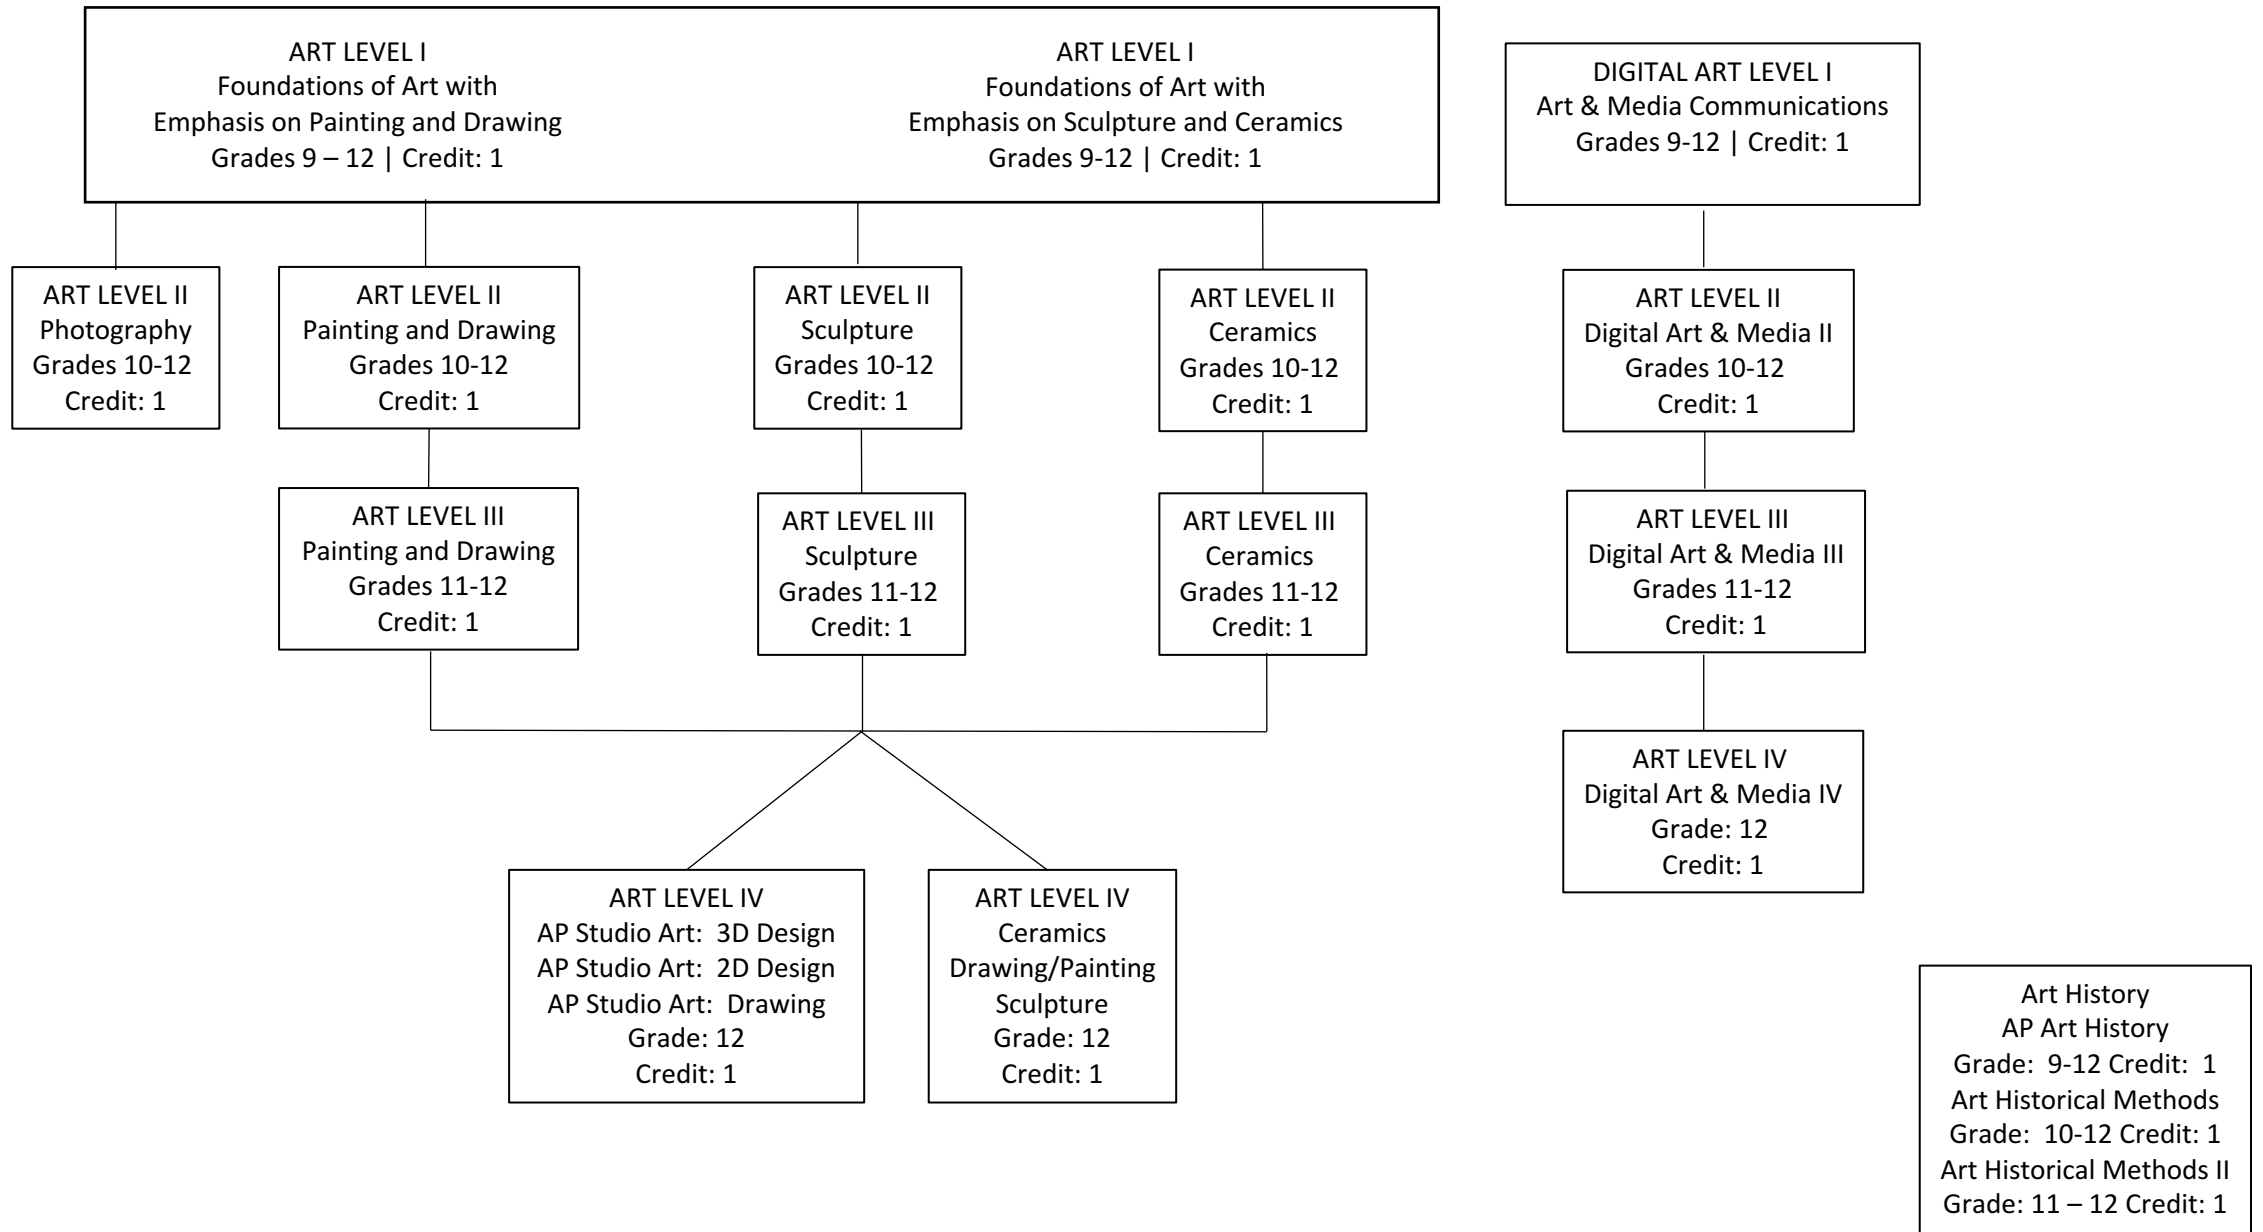 ART LEVEL I
Foundations of Art with
Emphasis on Painting and Drawing
Grades 9 – 12 | Credit: 1
ART LEVEL I
Foundations of Art with
Emphasis on Sculpture and Ceramics
Grades 9-12 | Credit: 1
DIGITAL ART LEVEL I
Art & Media Communications
Grades 9-12 | Credit: 1
ART LEVEL II
Photography
Grades 10-12
Credit: 1
ART LEVEL II
Painting and Drawing
Grades 10-12
Credit: 1
ART LEVEL II
Sculpture
Grades 10-12
Credit: 1
ART LEVEL II
Ceramics
Grades 10-12
Credit: 1
ART LEVEL II
Digital Art & Media II
Grades 10-12
Credit: 1
ART LEVEL III
Painting and Drawing
Grades 11-12
Credit: 1
ART LEVEL III
Sculpture
Grades 11-12
Credit: 1
ART LEVEL III
Ceramics
Grades 11-12
Credit: 1
ART LEVEL III
Digital Art & Media III
Grades 11-12
Credit: 1
ART LEVEL IV
Digital Art & Media IV
Grade: 12
Credit: 1
ART LEVEL IV
AP Studio Art:  3D Design
AP Studio Art:  2D Design
AP Studio Art:  Drawing
Grade: 12
Credit: 1
ART LEVEL IV
Ceramics
Drawing/Painting
Sculpture
Grade: 12
Credit: 1
Art History
AP Art History
Grade:  9-12 Credit:  1
Art Historical Methods
Grade:  10-12 Credit: 1
Art Historical Methods II
Grade: 11 – 12 Credit: 1